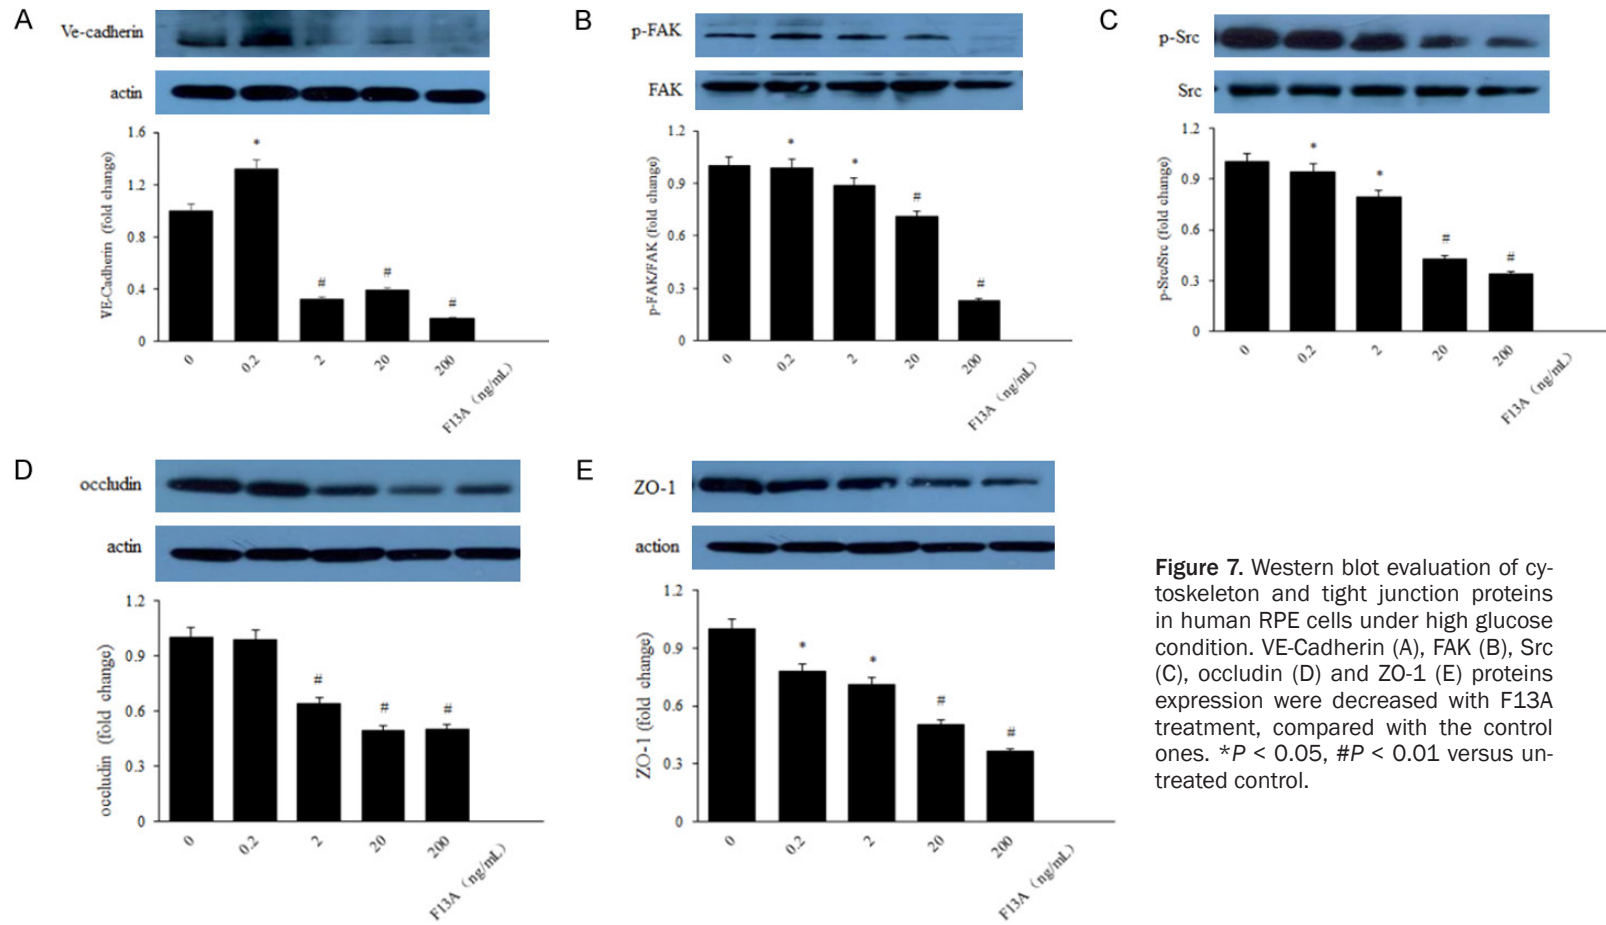 A
Ve-cadherin
actin
VE-Cadherin (fold change)
1.6
1.2
0.8
0.4
0
*
#
#
#
0
0.2
2
20
200
F13A (ng/mL)
B
p-FAK
FAK
p-FAK/FAK (fold change)
1.2
0.9
0.6
0.3
0
*
*
#
#
0
0.2
2
20
200
F13A (ng/mL)
C
p-Src
Src
p-Src/Src (fold change)
1.2
0.9
0.6
0.3
0
*
*
#
#
0
0.2
2
20
200
F13A (ng/mL)
D
occludin
actin
occludin (fold change)
1.2
0.9
0.6
0.3
0
#
#
#
0
0.2
2
20
200
F13A (ng/mL)
E
ZO-1
action
ZO-1 (fold change)
1.2
0.9
0.6
0.3
0
*
*
#
#
0
0.2
2
20
200
F13A (ng/mL)
Figure 7. Western blot evaluation of cy-
toskeleton and tight junction proteins
in human RPE cells under high glucose
condition. VE-Cadherin (A), FAK (B), Src
(C), occludin (D) and ZO-1 (E) proteins
expression were decreased with F13A
treatment, compared with the control
ones. *P < 0.05, #P < 0.01 versus un-
treated control.